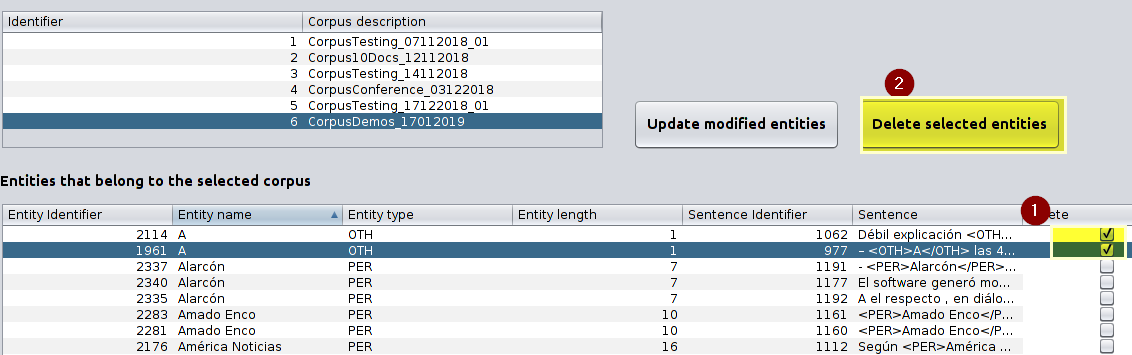 Identifier Corpus description
1 CorpusTesting_07112018_01
2 Corpus10Docs_12112018
3 CorpusTesting_14112018
4 CorpusConference_03122018
5 CorpusTesting_17122018_01
6 CorpusDemos_17012019
2
Update modified entities Delete selected entities
Entities that belong to the selected corpus
1
Entity Identifier Entity name Entity type Entity length Sentence Identifier Sentence ete
2114 A OTH 1 1062 Débil explicación <OTH...
1961 A OTH 1 977 – <OTH>A</OTH> las 4...
2337 Alarcón PER 7 1191 - <PER>Alarcón</PER>...
2340 Alarcón PER 7 1177 El software generó mo...
2335 Alarcón PER 7 1192 A el respecto , en diálo...
2283 Amado Enco PER 10 1161 <PER>Amado Enco</P...
2281 Amado Enco PER 10 1160 <PER>Amado Enco</P...
2176 América Noticias PER 16 1112 Según <PER>América ...